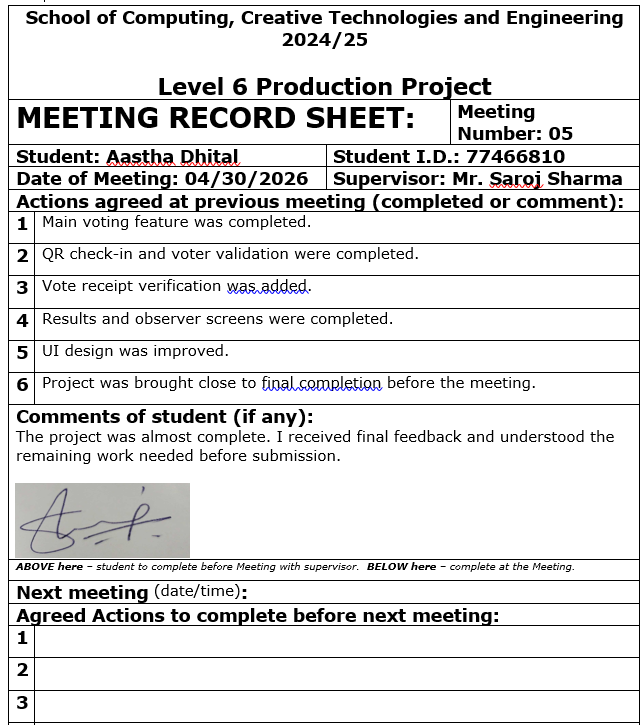 School of Computing, Creative Technologies and Engineering
2024/25
Level 6 Production Project
MEETING RECORD SHEET:
Meeting
Number: 05
Student: Aastha Dhital
Student I.D.: 77466810
Date of Meeting: 04/30/2026
Supervisor: Mr. Saroj Sharma
Actions agreed at previous meeting (completed or comment):
1 Main voting feature was completed.
2 QR check-in and voter validation were completed.
3 Vote receipt verification was added.
4 Results and observer screens were completed.
5 UI design was improved.
6 Project was brought close to final completion before the meeting.
Comments of student (if any):
The project was almost complete. I received final feedback and understood the
remaining work needed before submission.
ABOVE here – student to complete before Meeting with supervisor. BELOW here – complete at the Meeting.
Next meeting (date/time):
Agreed Actions to complete before next meeting:
1
2
3